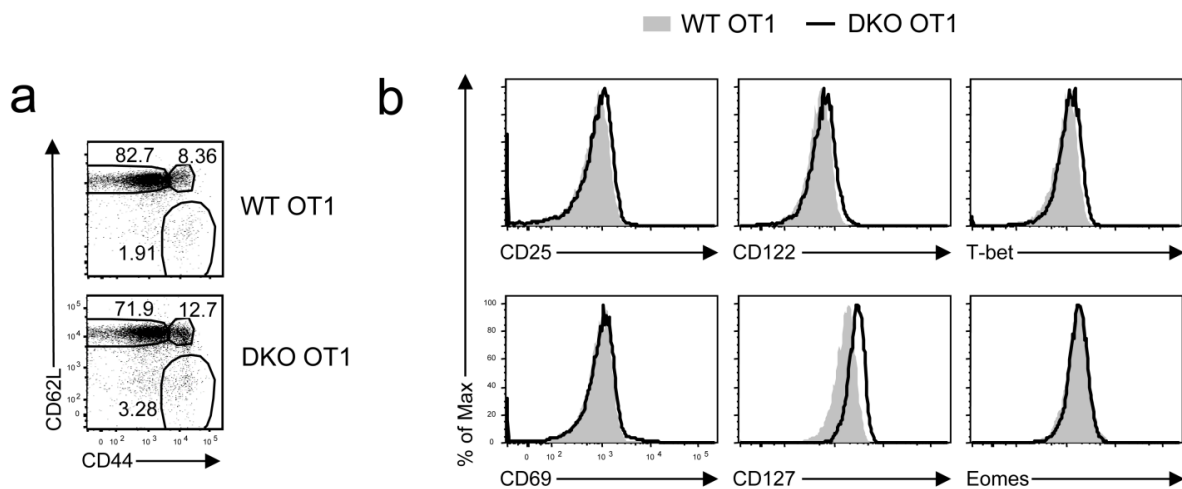 WT OT1 DKO OT1
a
b
82.7 8.36
WT OT1
1.91
10⁵ 71.9 12.7
10⁴
DKO OT1
10³
10²
3.28
0
0 10² 10³ 10⁴ 10⁵
CD62L
CD44
CD25 CD122 T-bet
100
80
60
40
20
0
0 10² 10³ 10⁴ 10⁵
% of Max
CD69 CD127 Eomes